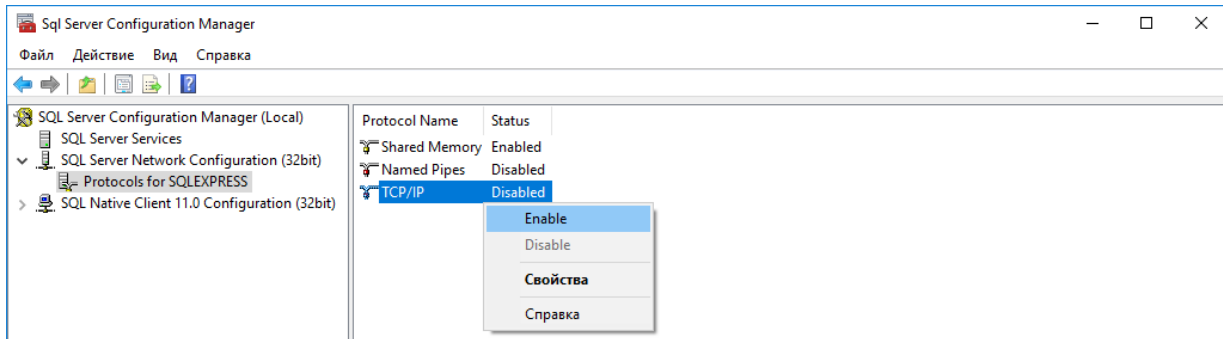 Sql Server Configuration Manager
Файл Действие Вид Справка
SQL Server Configuration Manager (Local)
SQL Server Services
SQL Server Network Configuration (32bit)
Protocols for SQLEXPRESS
SQL Native Client 11.0 Configuration (32bit)
Protocol Name Status
Shared Memory Enabled
Named Pipes Disabled
TCP/IP Disabled
Enable
Disable
Свойства
Справка